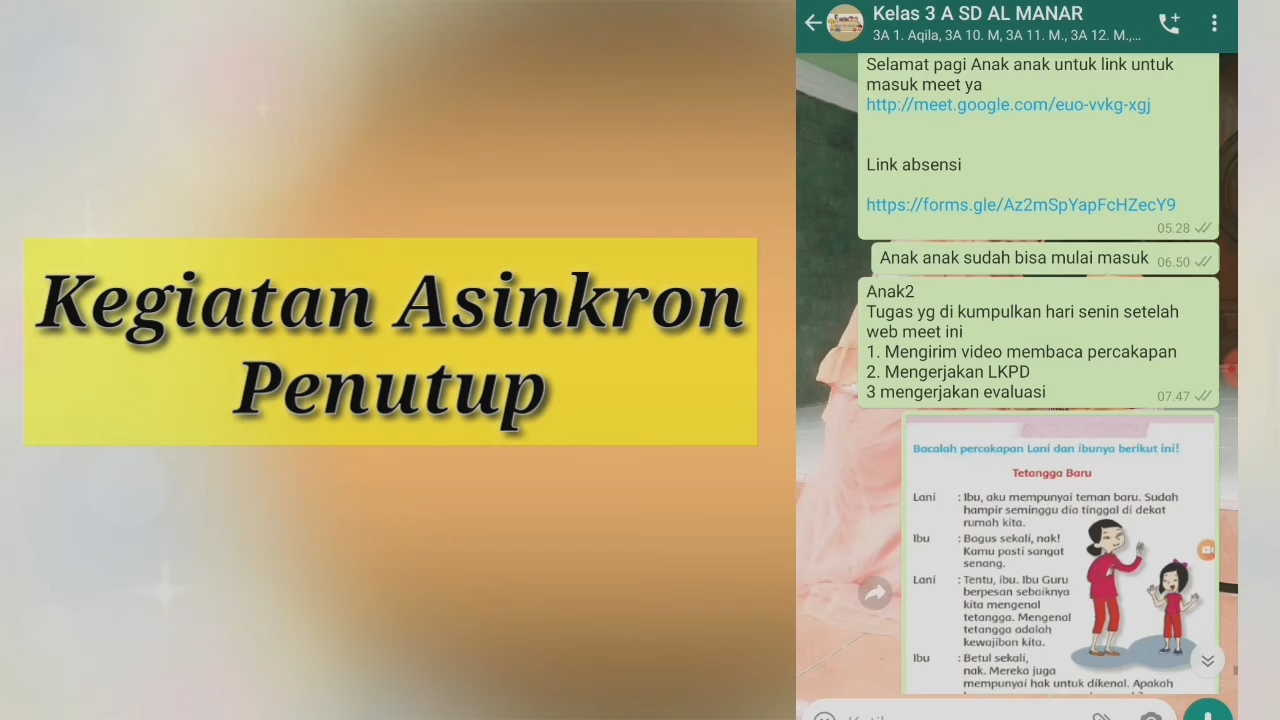 Kegiatan Asinkron
Penutup
Kelas 3 A SD AL MANAR
3A 1. Aqila, 3A 10. M, 3A 11. M., 3A 12. M.,...
Selamat pagi Anak anak untuk link untuk
masuk meet ya
http://meet.google.com/euo-vvkg-xgj
Link absensi
https://forms.gle/Az2mSpYapFcHZecY9
05.28
Anak anak sudah bisa mulai masuk 06.50
Anak2
Tugas yg di kumpulkan hari senin setelah
web meet ini
1. Mengirim video membaca percakapan
2. Mengerjakan LKPD
3 mengerjakan evaluasi
07.47
Bacalah percakapan Lani dan ibunya berikut ini!
Tetangga Baru
Lani : Ibu, aku mempunyai teman baru. Sudah
hampir seminggu dia tinggal di dekat
rumah kita.
Ibu : Bagus sekali, nak!
Kamu pasti sangat
senang.
Lani : Tentu, ibu. Ibu Guru
berpesan sebaiknya
kita mengenal
tetangga. Mengenal
tetangga adalah
kewajiban kita.
Ibu : Betul sekali,
nak. Mereka juga
mempunyai hak untuk dikenal. Apakah